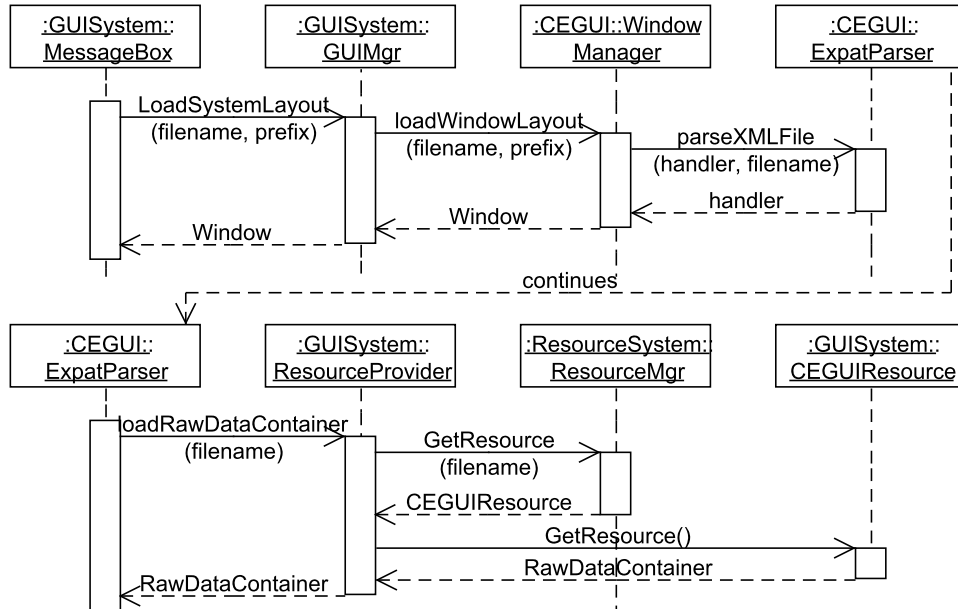 :GUISystem::
MessageBox
:GUISystem::
GUIMgr
:CEGUI::Window
Manager
:CEGUI::
ExpatParser
LoadSystemLayout
(filename, prefix)
loadWindowLayout
(filename, prefix)
parseXMLFile
(handler, filename)
handler
Window
Window
continues
:CEGUI::
ExpatParser
:GUISystem::
ResourceProvider
:ResourceSystem::
ResourceMgr
:GUISystem::
CEGUIResource
loadRawDataContainer
(filename)
GetResource
(filename)
CEGUIResource
GetResource()
RawDataContainer
RawDataContainer